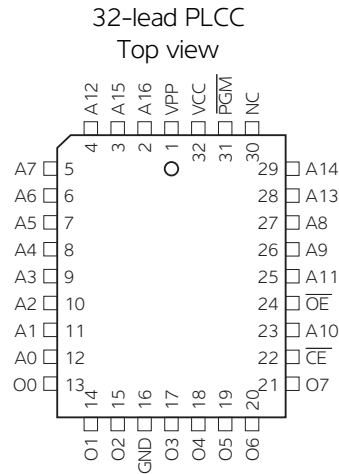 32-lead PLCC
Top view
A12
A15
A16
VPP
VCC
PGM
NC
4
3
2
1
32
31
30
A7 5
A6 6
A5 7
A4 8
A3 9
A2 10
A1 11
A0 12
O0 13
29 A14
28 A13
27 A8
26 A9
25 A11
24 OE
23 A10
22 CE
21 O7
14
15
16
17
18
19
20
O1
O2
GND
O3
O4
O5
O6